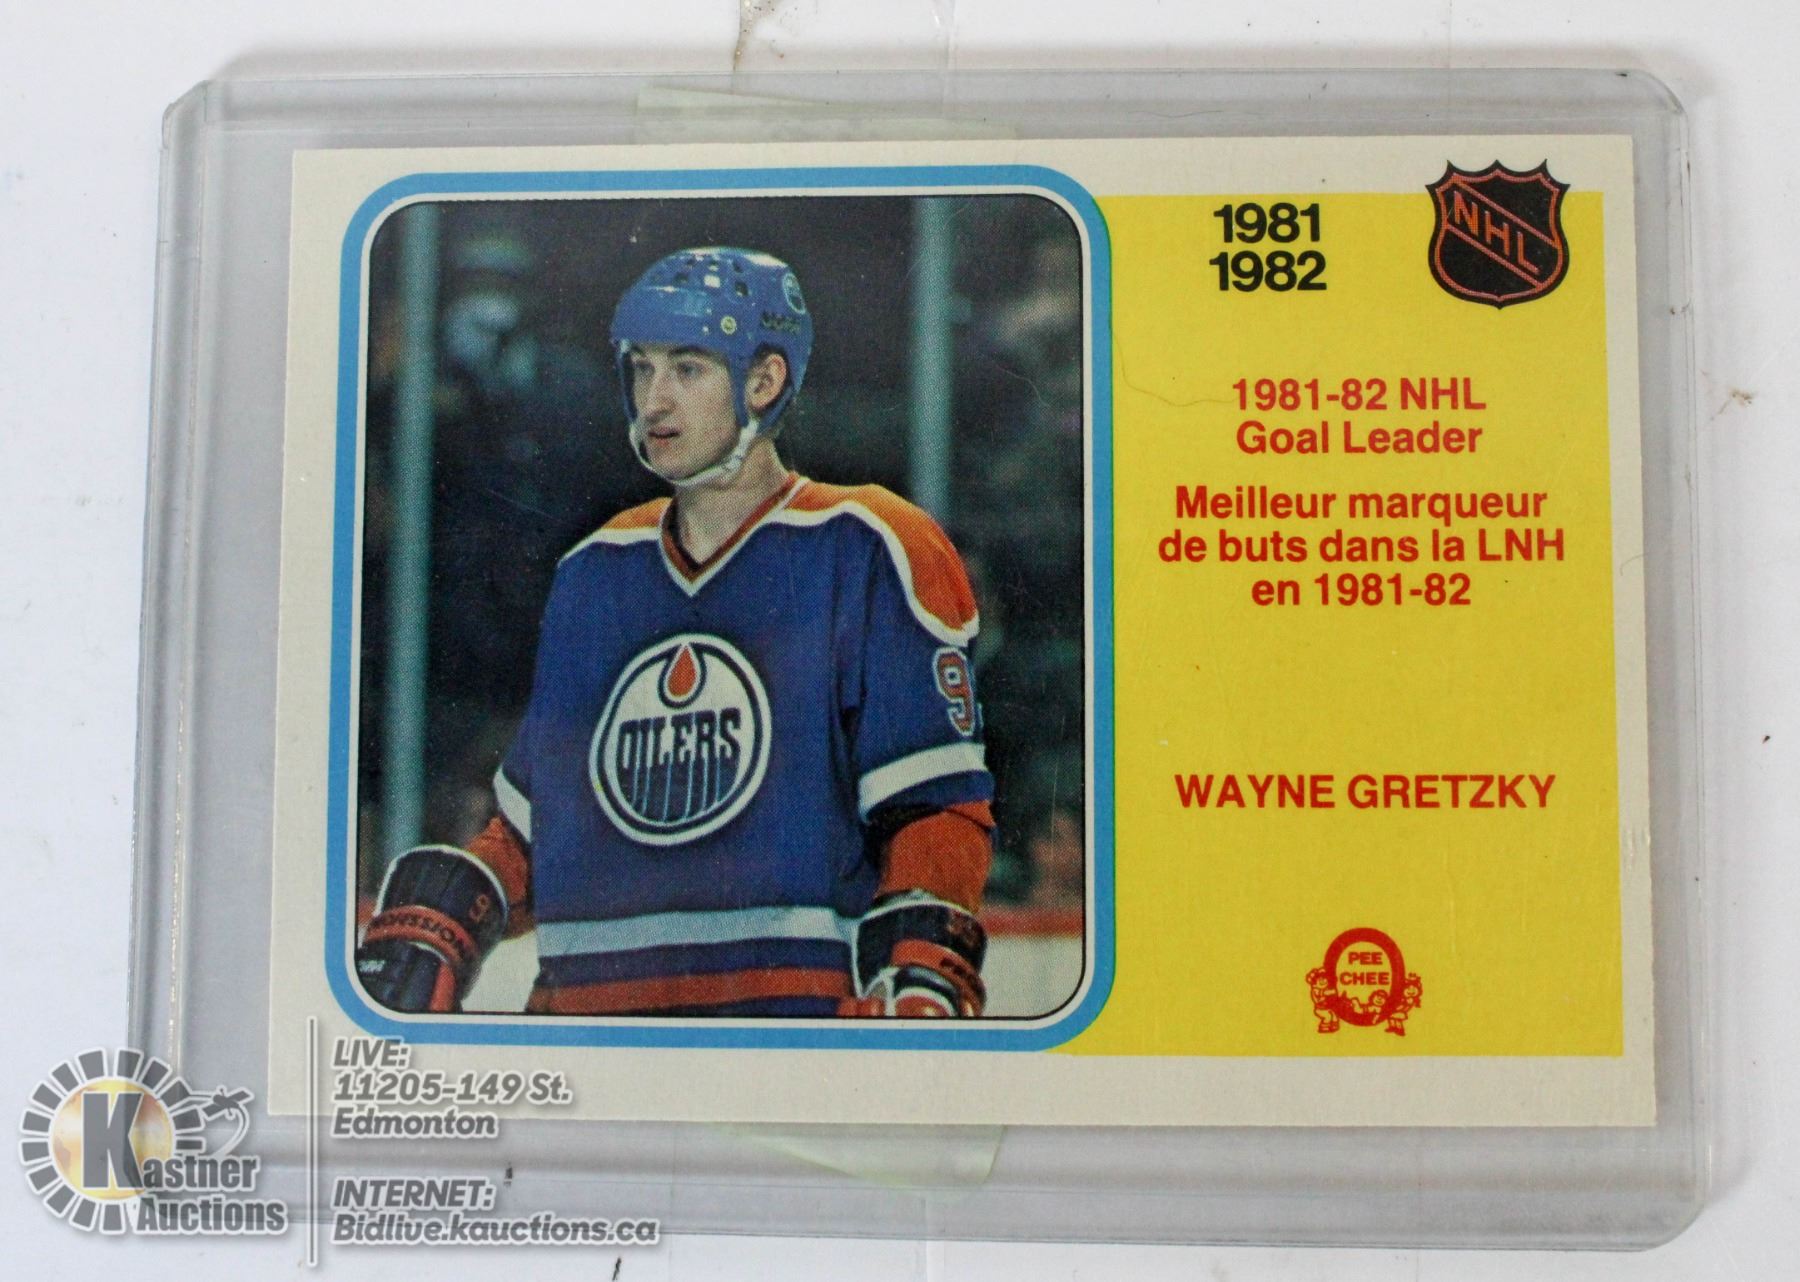 1981
1982
NHL
1981-82 NHL
Goal Leader
Meilleur marqueur
de buts dans la LNH
en 1981-82
WAYNE GRETZKY
PEE
CHEE
OILERS
9
LIVE:
11205-149 St.
Edmonton
INTERNET:
Bidlive.kauctions.ca
Kastner
Auctions